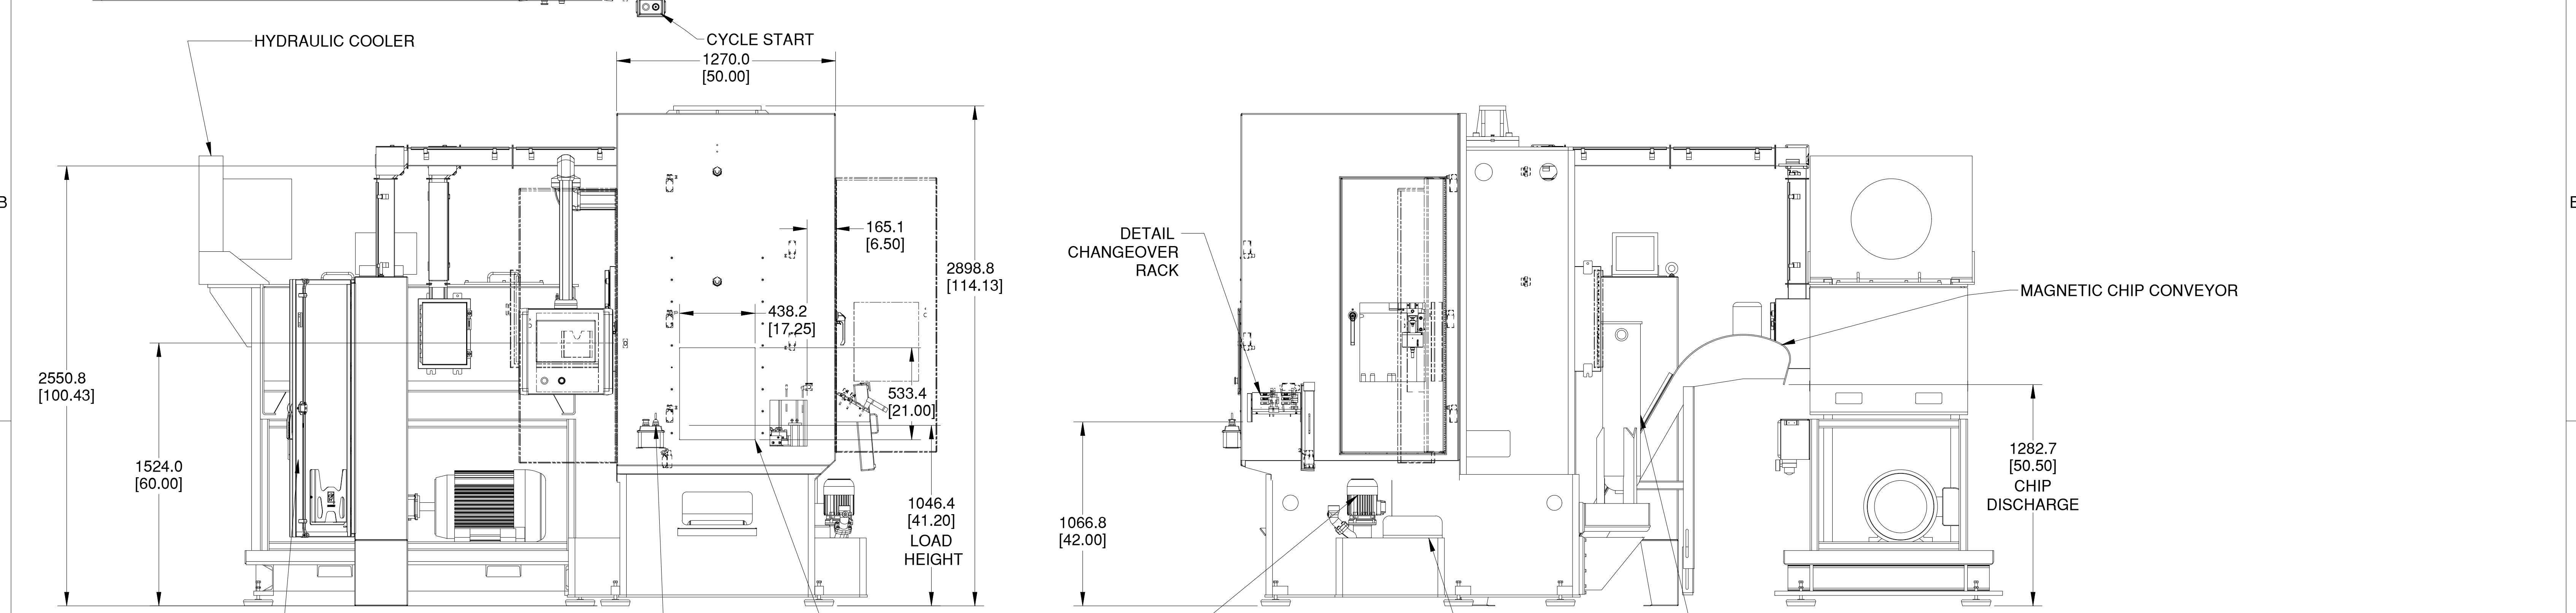 HYDRAULIC COOLER
CYCLE START
1270.0
[50.00]
165.1
[6.50]
2898.8
[114.13]
438.2
[17.25]
2550.8
[100.43]
533.4
[21.00]
1524.0
[60.00]
1046.4
[41.20]
LOAD
HEIGHT
DETAIL
CHANGEOVER
RACK
MAGNETIC CHIP CONVEYOR
1066.8
[42.00]
1282.7
[50.50]
CHIP
DISCHARGE
B